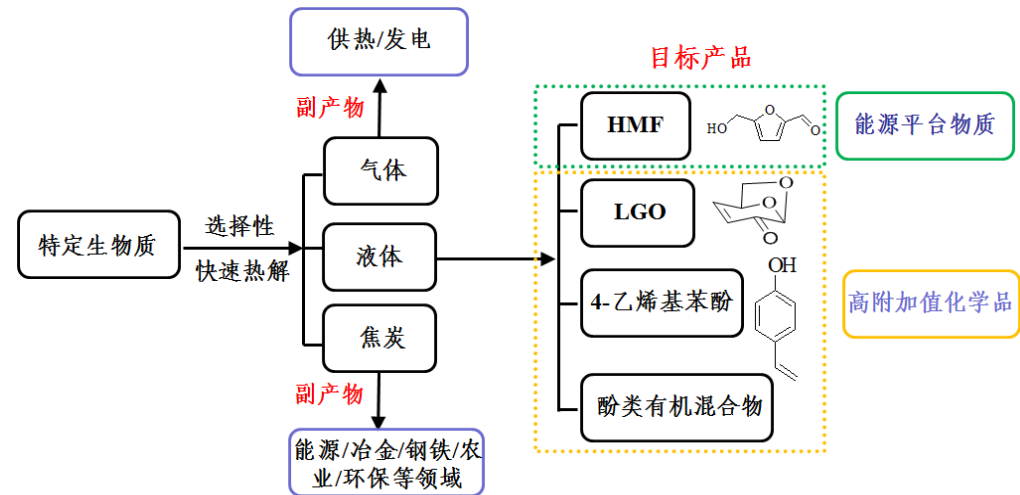 供热/发电
目标产品
副产物
HMF
HO
O
O
能源平台物质
气体
LGO
O
O
O
特定生物质
选择性
快速热解
液体
OH
4-乙烯基苯酚
高附加值化学品
焦炭
副产物
酚类有机混合物
能源/冶金/钢铁/农
业/环保等领域